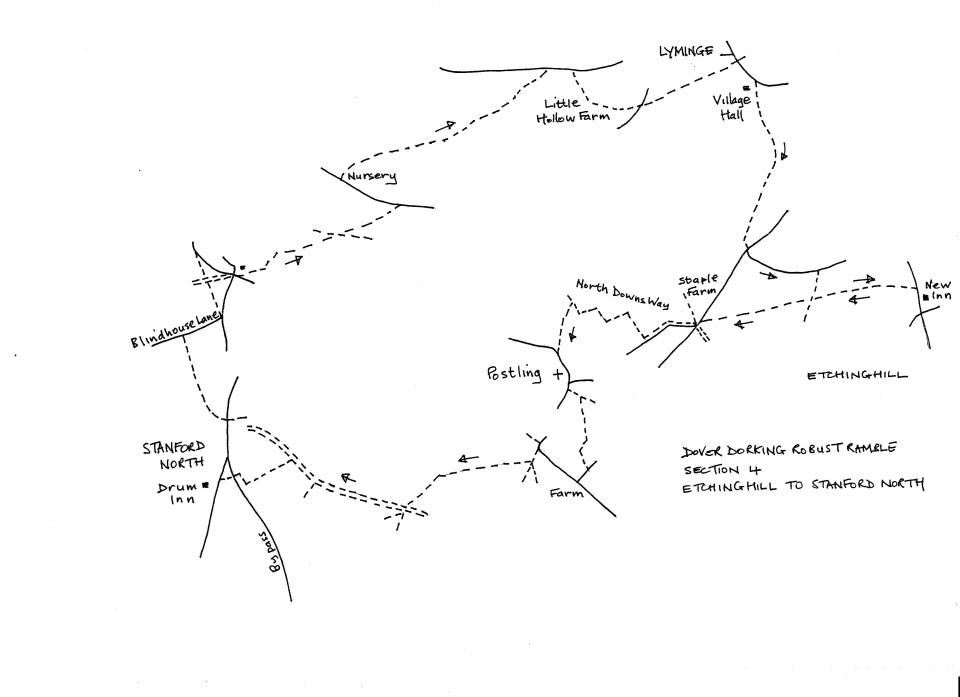 LYMINGE
Little
Hollow Farm
Village
Hall
Nursery
North Downs Way
Staple
Farm
New
Inn
Blindhouse Lane
Postling +
ETCHINGHILL
STANFORD
NORTH
Drum
Inn
Farm
Bypass
DOVER DORKING ROBUST RAMBLE
SECTION 4
ETCHINGHILL TO STANFORD NORTH